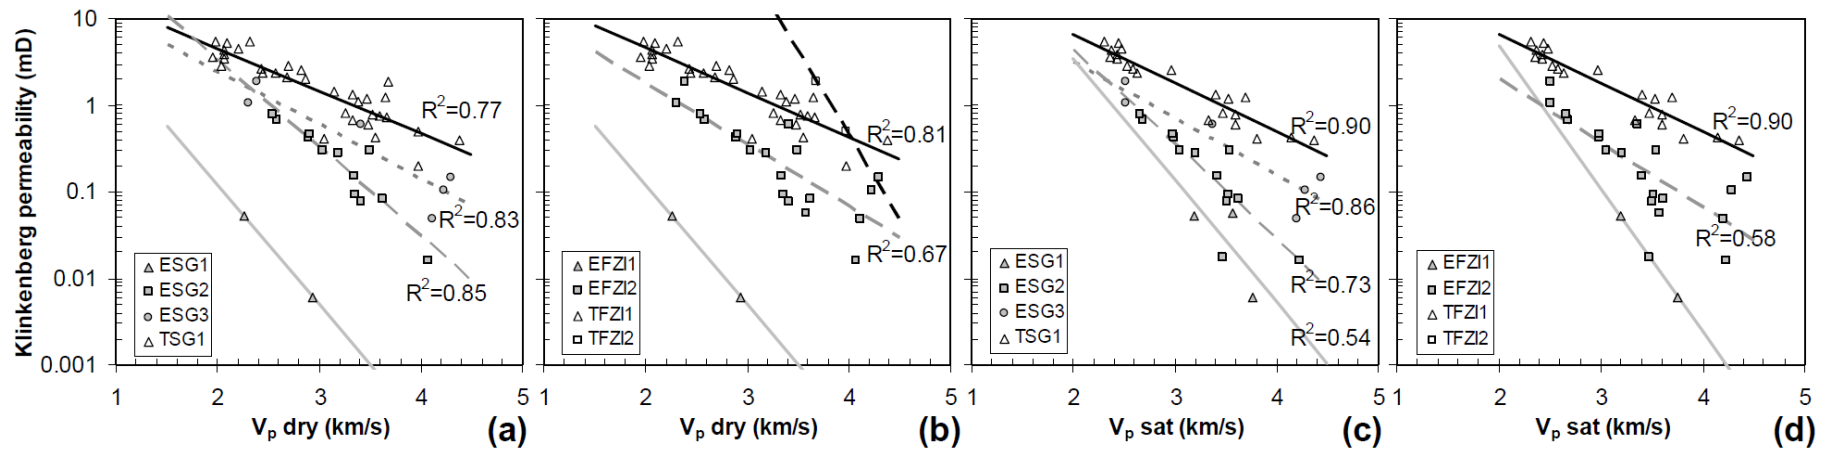 Klinkenberg permeability (mD)
10
1
0.1
0.01
0.001
R²=0.77
R²=0.83
R²=0.85
ESG1
ESG2
ESG3
TSG1
1 2 3 4 5
Vₚ dry (km/s)
(a)
R²=0.81
R²=0.67
EFZI1
EFZI2
TFZI1
TFZI2
1 2 3 4 5
Vₚ dry (km/s)
(b)
R²=0.90
R²=0.86
R²=0.73
R²=0.54
ESG1
ESG2
ESG3
TSG1
1 2 3 4 5
Vₚ sat (km/s)
(c)
R²=0.90
R²=0.58
EFZI1
EFZI2
TFZI1
TFZI2
1 2 3 4 5
Vₚ sat (km/s)
(d)